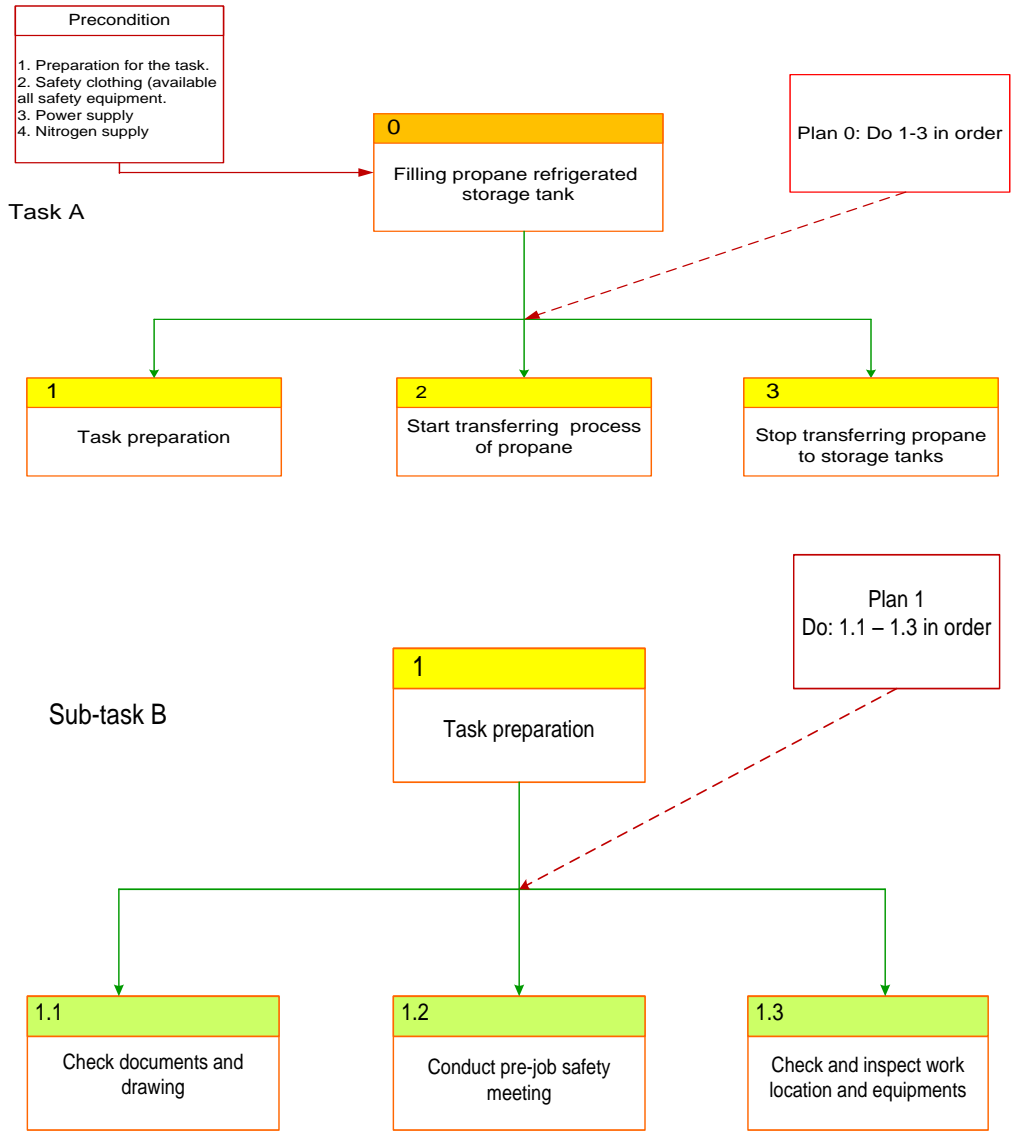 Precondition
1. Preparation for the task.
2. Safety clothing (available
all safety equipment.
3. Power supply
4. Nitrogen supply
0
Filling propane refrigerated
storage tank
Plan 0: Do 1-3 in order
Task A
1
Task preparation
2
Start transferring process
of propane
3
Stop transferring propane
to storage tanks
Plan 1
Do: 1.1 – 1.3 in order
1
Task preparation
Sub-task B
1.1
Check documents and
drawing
1.2
Conduct pre-job safety
meeting
1.3
Check and inspect work
location and equipments